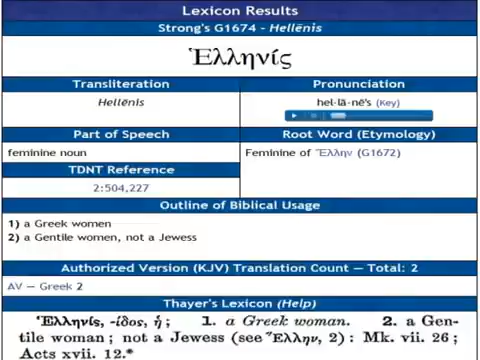 Lexicon Results
Strong's G1674 - Hellēnis
Ἑλληνίς
Transliteration
Hellēnis
Pronunciation
hel-lā-nē's (Key)
Part of Speech
feminine noun
Root Word (Etymology)
Feminine of Ἕλλην (G1672)
TDNT Reference
2:504,227
Outline of Biblical Usage
1) a Greek women
2) a Gentile women, not a Jewess
Authorized Version (KJV) Translation Count — Total: 2
AV — Greek 2
Thayer's Lexicon (Help)
Ἑλληνίς, -ίδος, ἡ; 1. a Greek woman. 2. a Gen-
tile woman; not a Jewess (see Ἕλλην, 2): Mk. vii. 26;
Acts xvii. 12.*